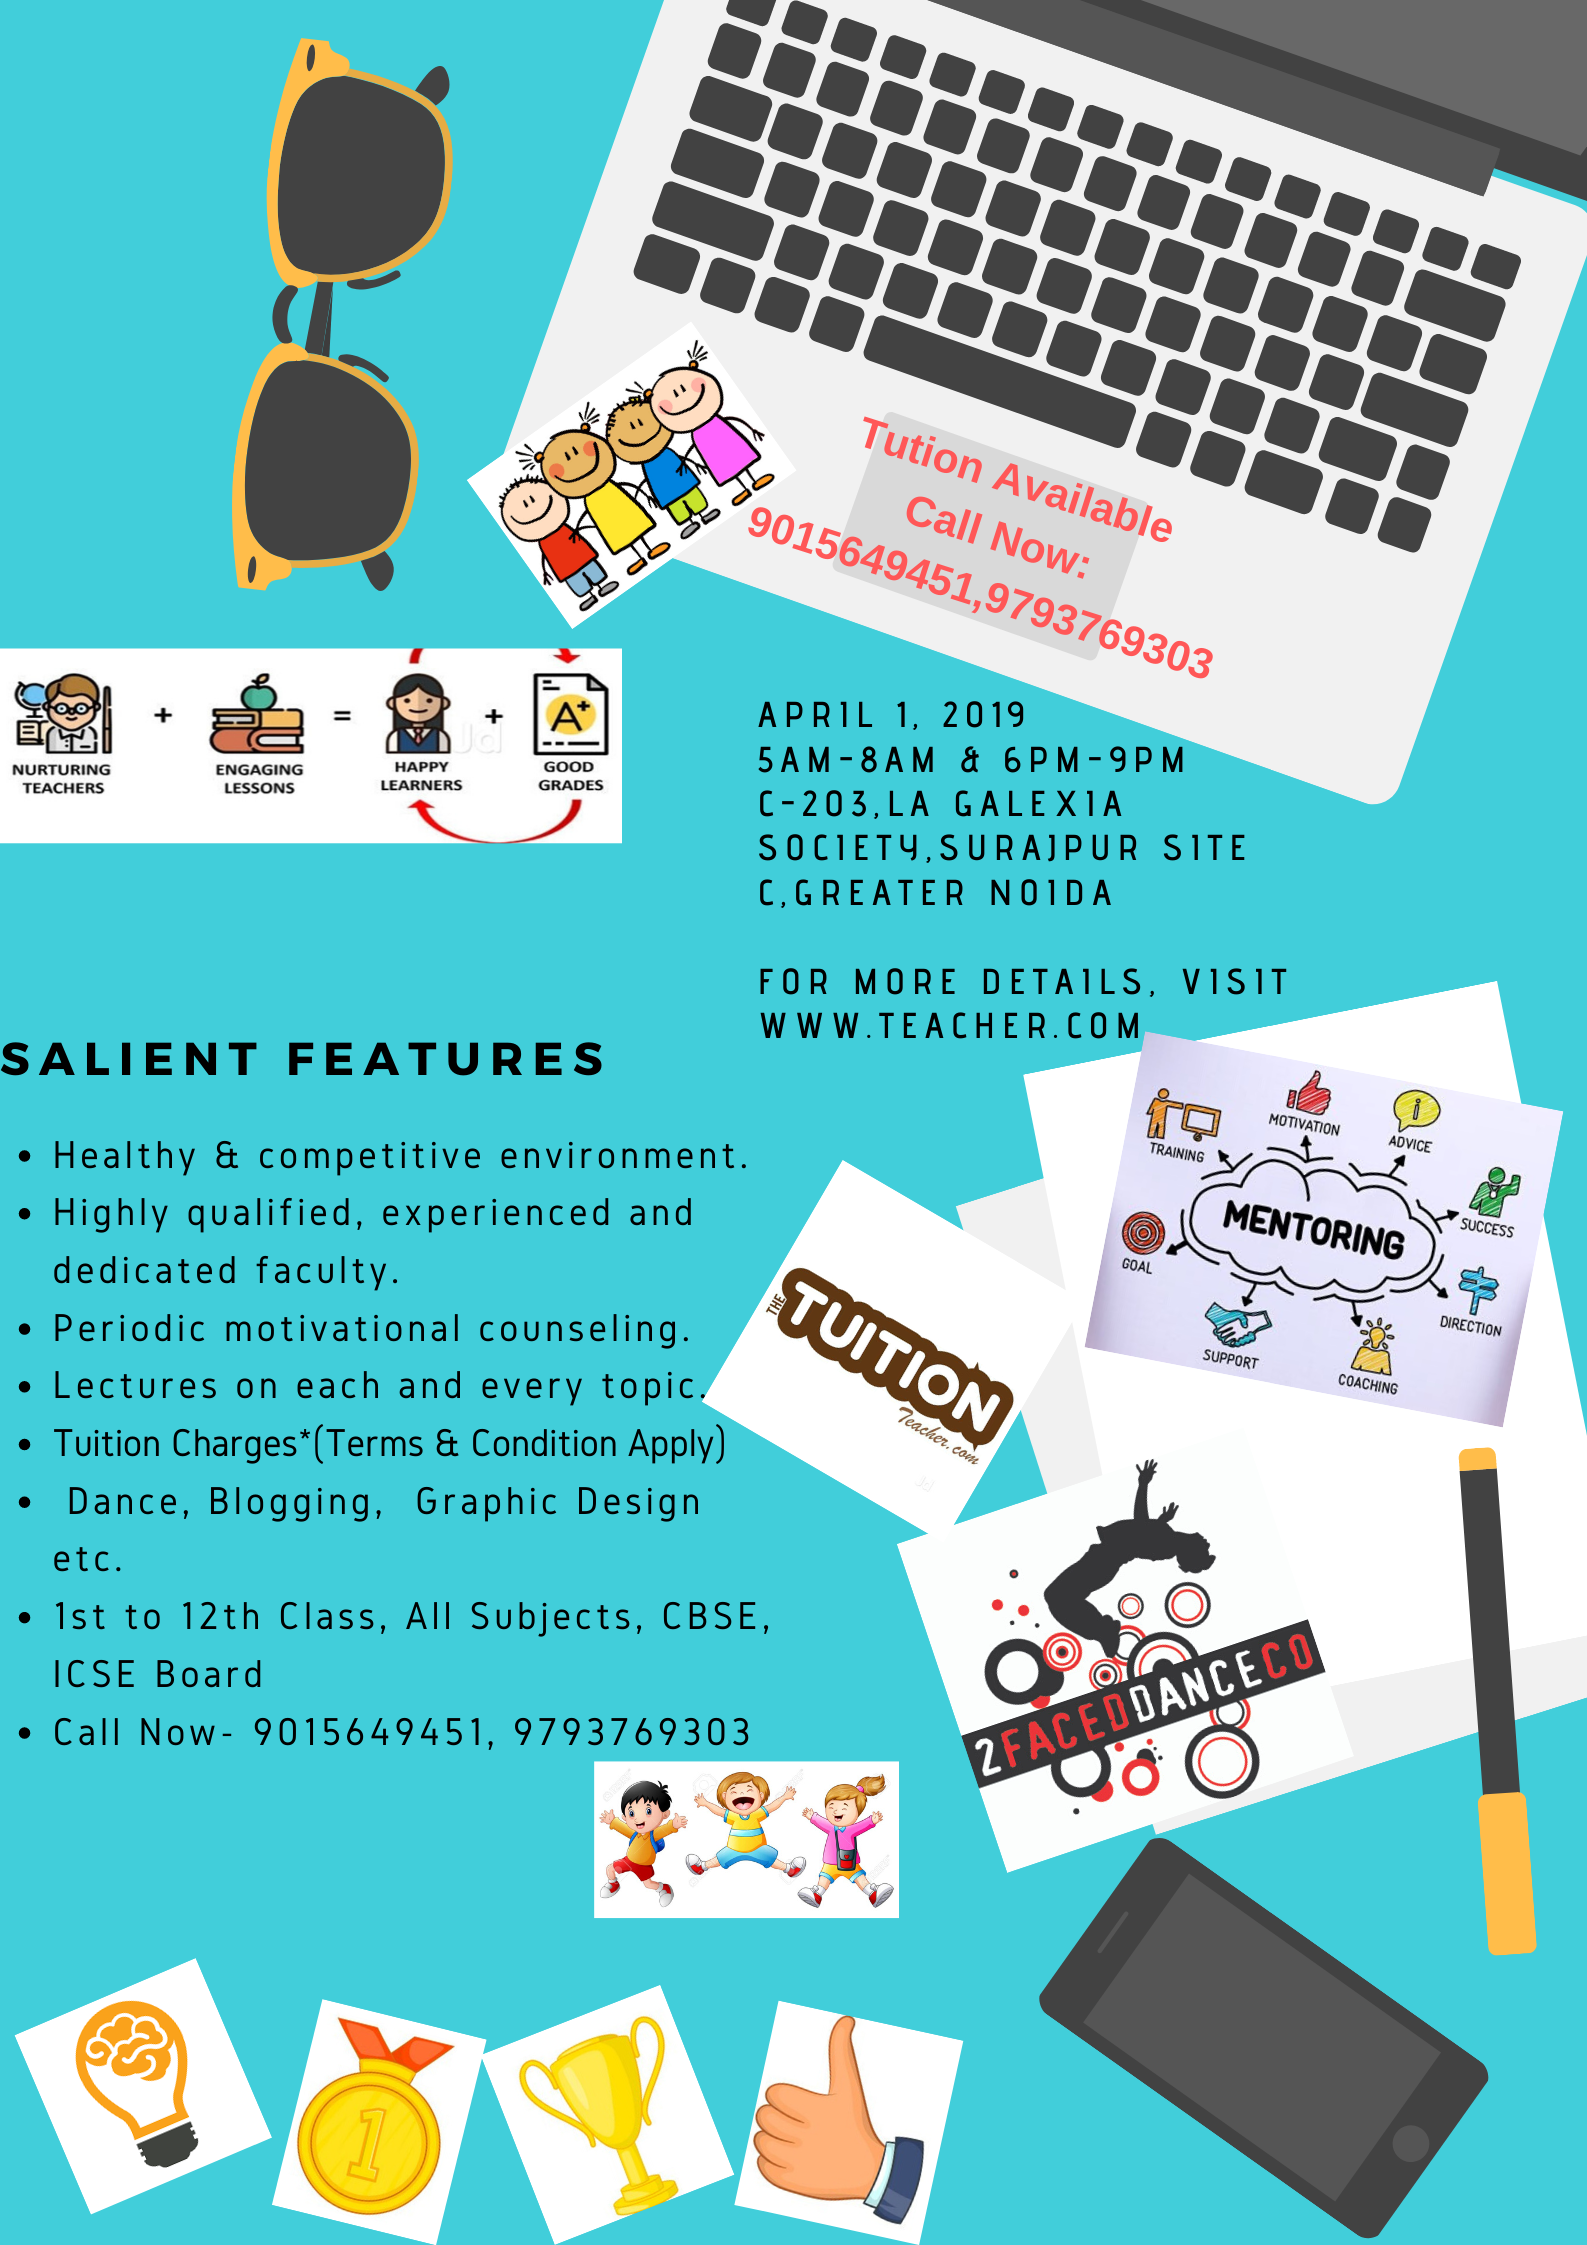 Tution Available
Call Now:
9015649451,9793769303
+
=
+
A+
Jd
NURTURING
TEACHERS
ENGAGING
LESSONS
HAPPY
LEARNERS
GOOD
GRADES
APRIL 1, 2019
5AM-8AM & 6PM-9PM
C-203,LA GALEXIA
SOCIETY,SURAJPUR SITE
C,GREATER NOIDA
FOR MORE DETAILS, VISIT
WWW.TEACHER.COM
SALIENT FEATURES
• Healthy & competitive environment.
• Highly qualified, experienced and
dedicated faculty.
• Periodic motivational counseling.
• Lectures on each and every topic.
• Tuition Charges*(Terms & Condition Apply)
• Dance, Blogging, Graphic Design
etc.
• 1st to 12th Class, All Subjects, CBSE,
ICSE Board
• Call Now- 9015649451, 9793769303
MOTIVATION
ADVICE
TRAINING
i
SUCCESS
MENTORING
GOAL
DIRECTION
SUPPORT
COACHING
THE
TUITION
Teacher.com
Jd
2FACEDDANCECO
1